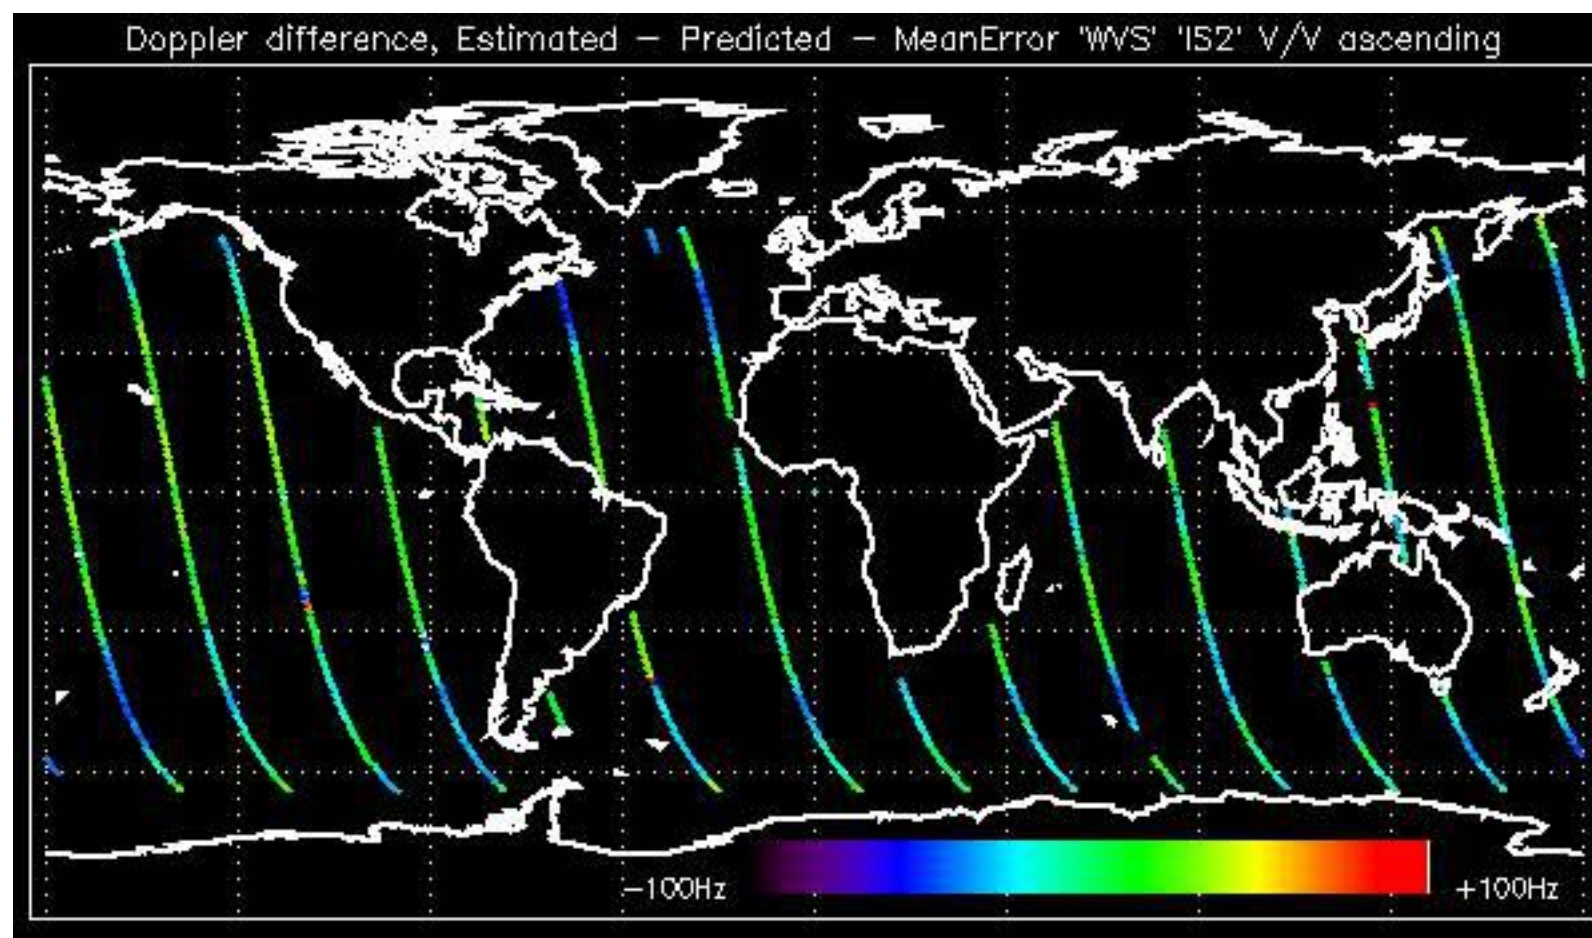 Doppler difference, Estimated – Predicted – MeanError 'WVS' 'IS2' V/V ascending
-100Hz +100Hz